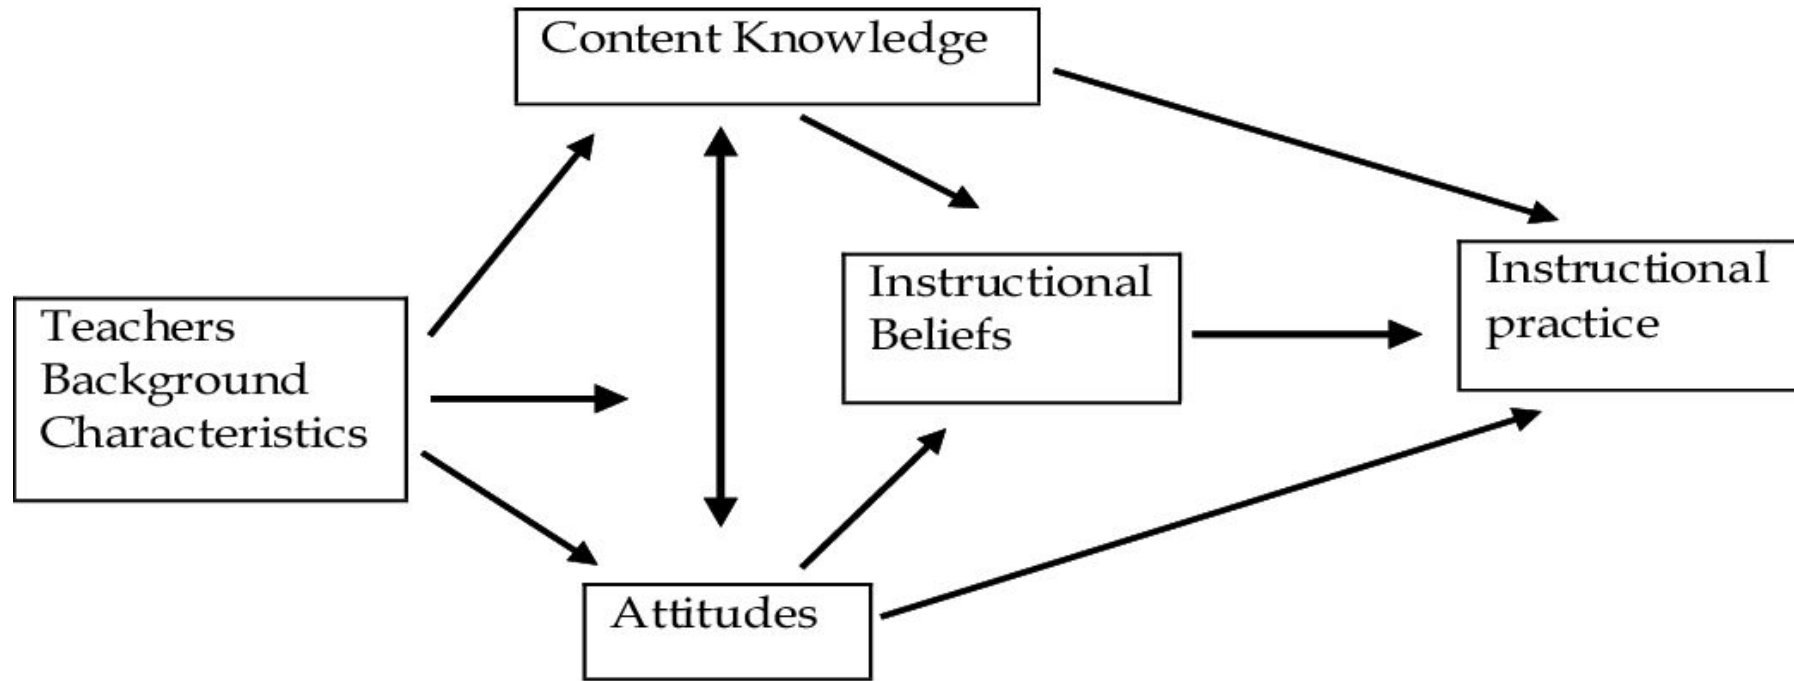 Content Knowledge
Teachers
Background
Characteristics
Instructional
Beliefs
Instructional
practice
Attitudes